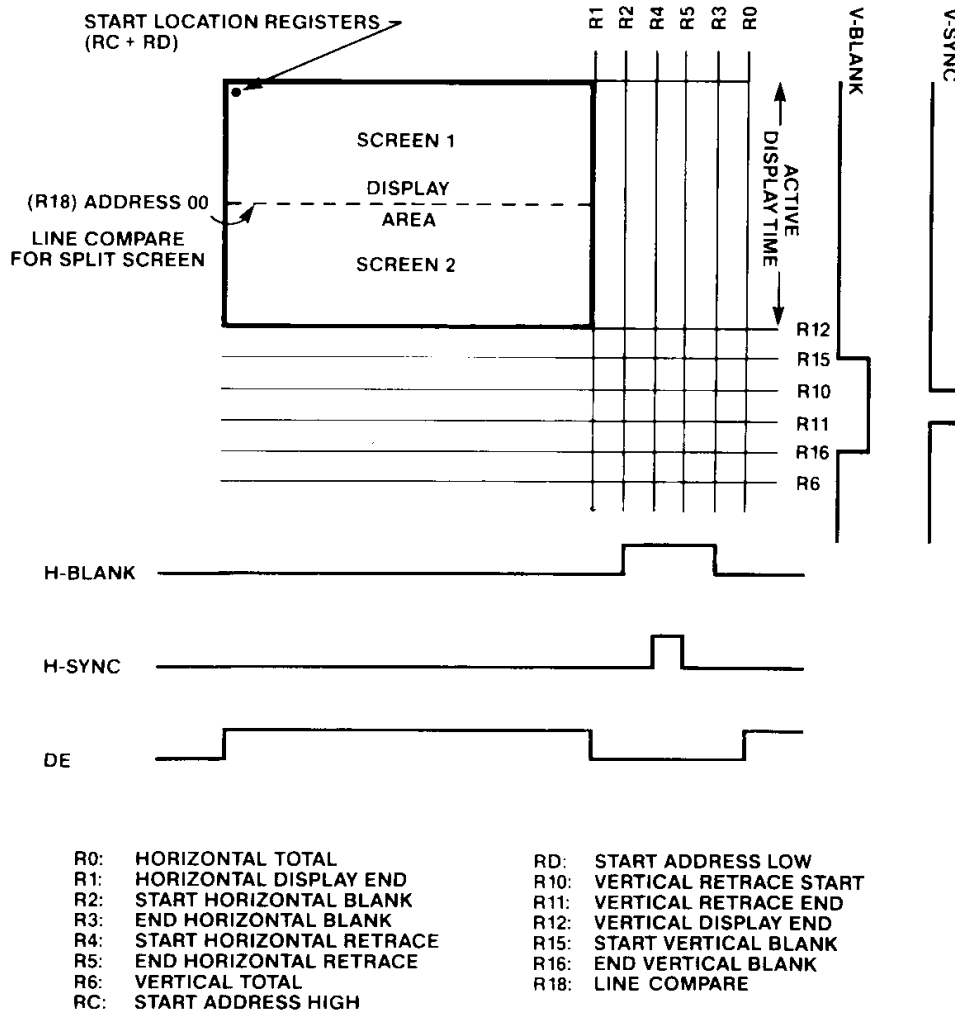 START LOCATION REGISTERS
(RC + RD)
R1
R2
R4
R5
R3
R0
V-BLANK
V-SYNC
SCREEN 1
DISPLAY
AREA
SCREEN 2
(R18) ADDRESS 00
LINE COMPARE
FOR SPLIT SCREEN
ACTIVE
DISPLAY TIME
R12
R15
R10
R11
R16
R6
H-BLANK
H-SYNC
DE
R0: HORIZONTAL TOTAL
R1: HORIZONTAL DISPLAY END
R2: START HORIZONTAL BLANK
R3: END HORIZONTAL BLANK
R4: START HORIZONTAL RETRACE
R5: END HORIZONTAL RETRACE
R6: VERTICAL TOTAL
RC: START ADDRESS HIGH
RD: START ADDRESS LOW
R10: VERTICAL RETRACE START
R11: VERTICAL RETRACE END
R12: VERTICAL DISPLAY END
R15: START VERTICAL BLANK
R16: END VERTICAL BLANK
R18: LINE COMPARE